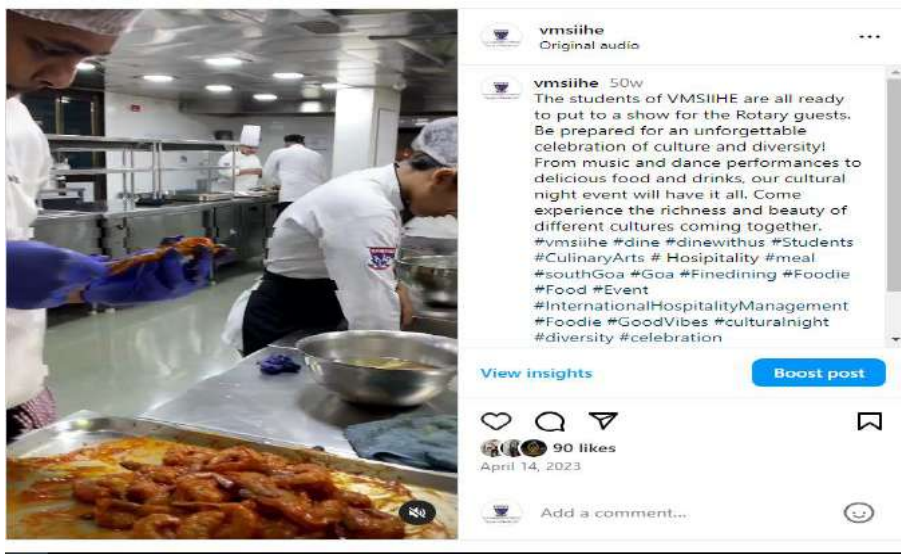 vmsiihe
Original audio
vmsiihe 50w
The students of VMSIIHE are all ready
to put to a show for the Rotary guests.
Be prepared for an unforgettable
celebration of culture and diversity!
From music and dance performances to
delicious food and drinks, our cultural
night event will have it all. Come
experience the richness and beauty of
different cultures coming together.
#vmsiihe #dine #dinewithus #Students
#CulinaryArts # Hosipitality #meal
#southGoa #Goa #Finedining #Foodie
#Food #Event
#InternationalHospitalityManagement
#Foodie #GoodVibes #culturalnight
#diversity #celebration
View insights
Boost post
90 likes
April 14, 2023
Add a comment...